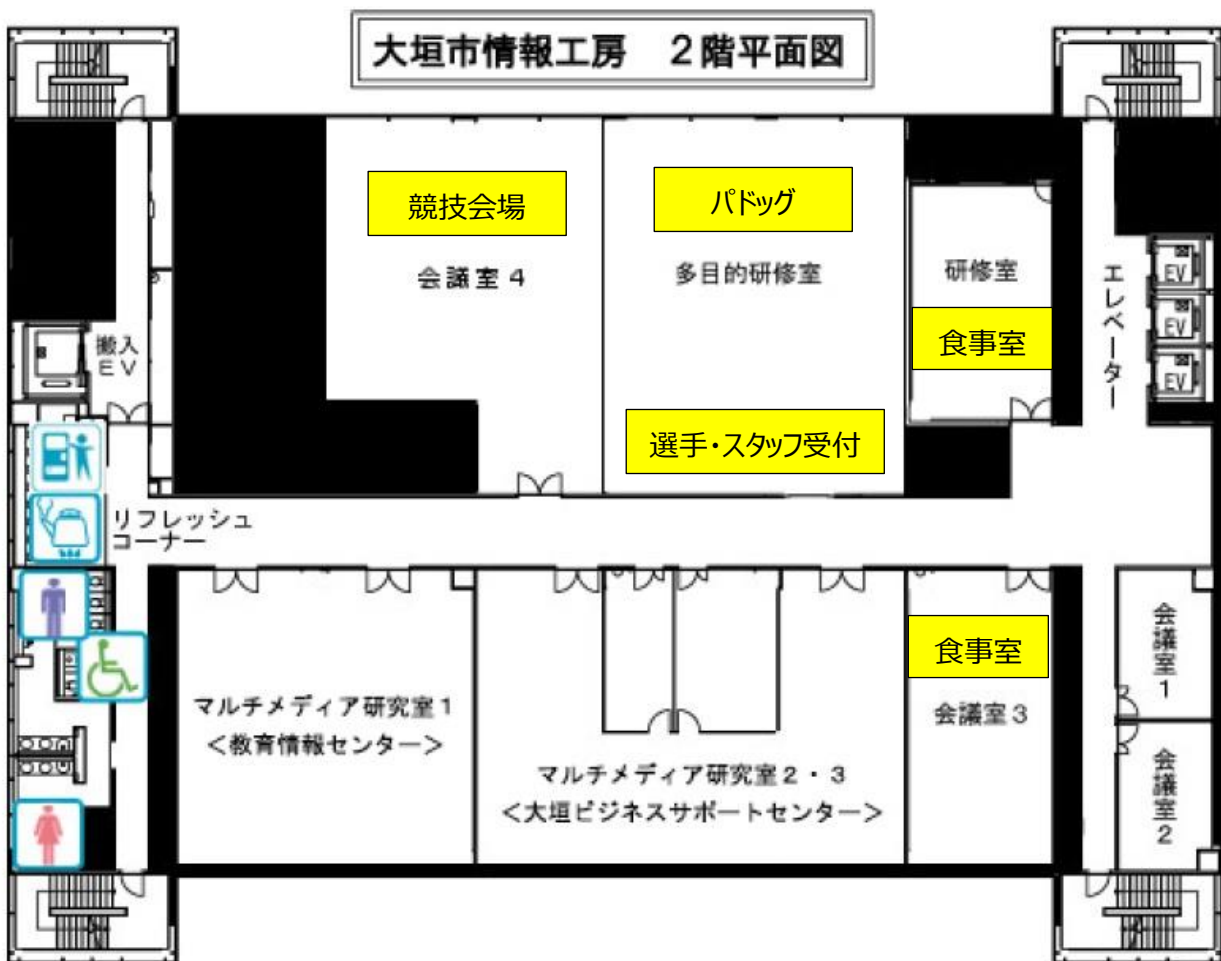 大垣市情報工房　２階平面図
競技会場
会議室４
パドッグ
多目的研修室
選手・スタッフ受付
研修室
食事室
エレベーター
EV
EV
EV
搬入
EV
リフレッシュ
コーナー
マルチメディア研究室１
＜教育情報センター＞
マルチメディア研究室２・３
＜大垣ビジネスサポートセンター＞
食事室
会議室３
会議室１
会議室２